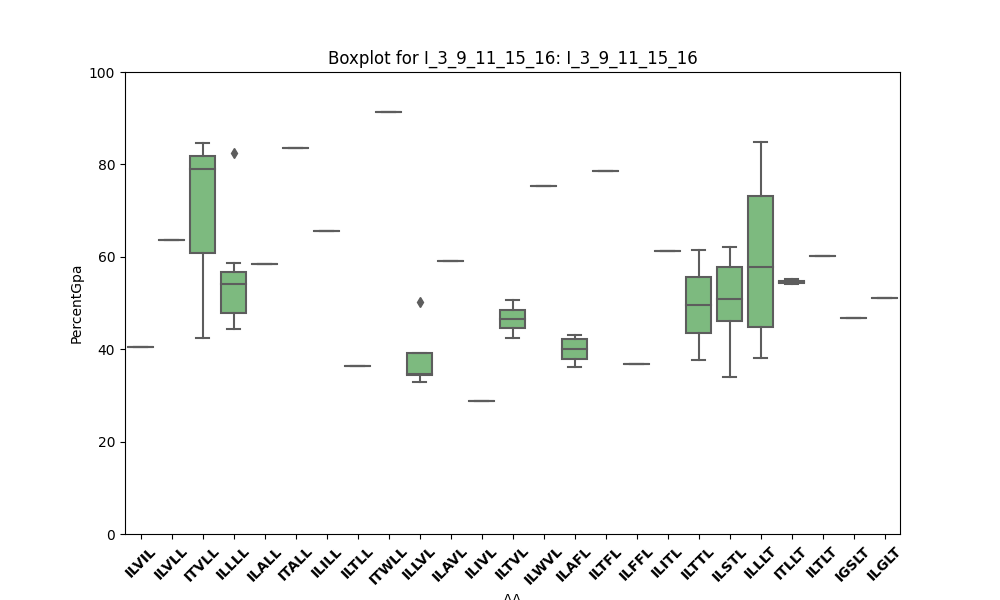 Boxplot for I_3_9_11_15_16: I_3_9_11_15_16
100
80
60
40
20
0
PercentGpa
ILVIL
ILVLL
ITVLL
ILLLL
ILALL
ITALL
ILILL
ILTLL
ITWLL
ILLVL
ILAVL
ILIVL
ILTVL
ILWVL
ILAFL
ILTFL
ILFFL
ILITL
ILTTL
ILSTL
ILLLT
ITLLT
ILTLT
IGSLT
ILGLT
AA